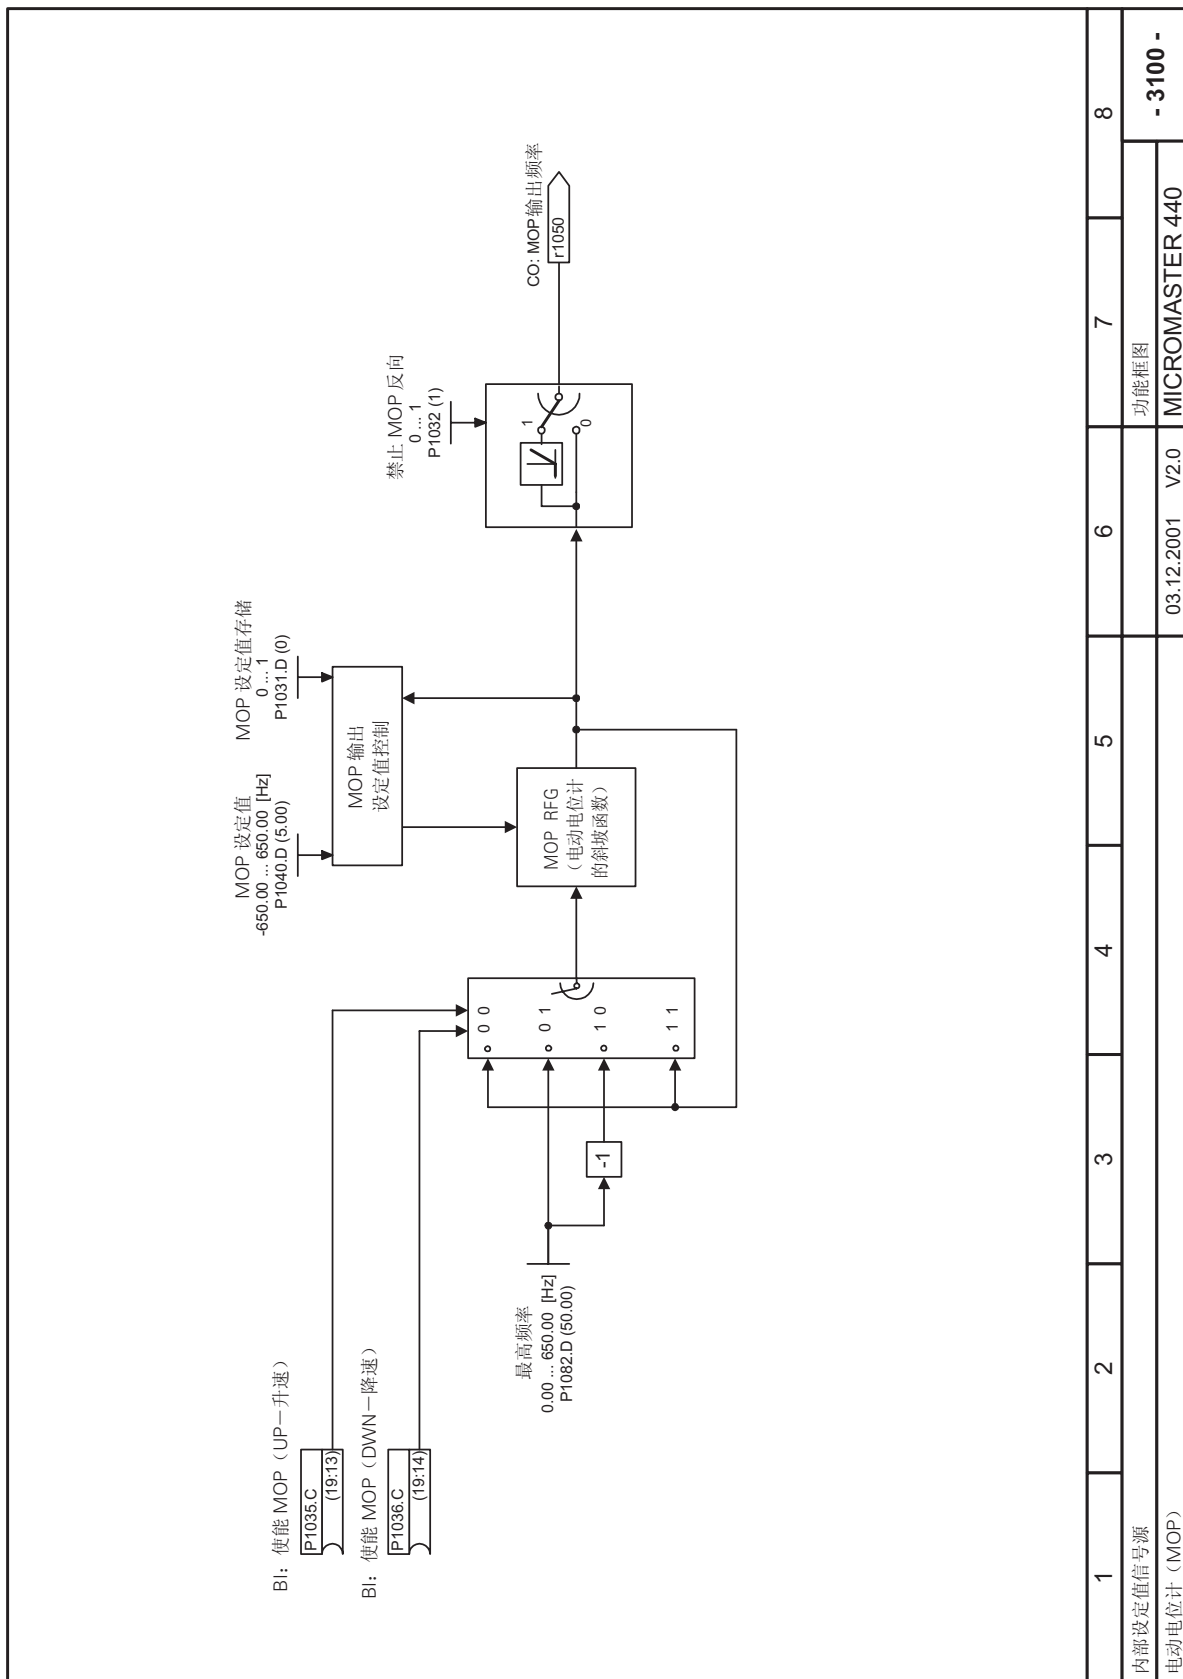 BI：使能 MOP（UP－升速）
P1035.C
(19:13)
BI：使能 MOP（DWN－降速）
P1036.C
(19:14)
最高频率
0.00 ... 650.00 [Hz]
P1082.D (50.00)
-1
0 0
0 1
1 0
1 1
MOP 设定值
-650.00 ... 650.00 [Hz]
P1040.D (5.00)
MOP 设定值存储
0 ... 1
P1031.D (0)
MOP 输出
设定值控制
MOP RFG
（电动电位计
的斜坡函数）
禁止 MOP 反向
0 ... 1
P1032 (1)
1
0
CO: MOP输出频率
r1050
1 2 3 4 5 6 7 8
内部设定值信号源
电动电位计（MOP）
03.12.2001 V2.0
功能框图
MICROMASTER 440
- 3100 -